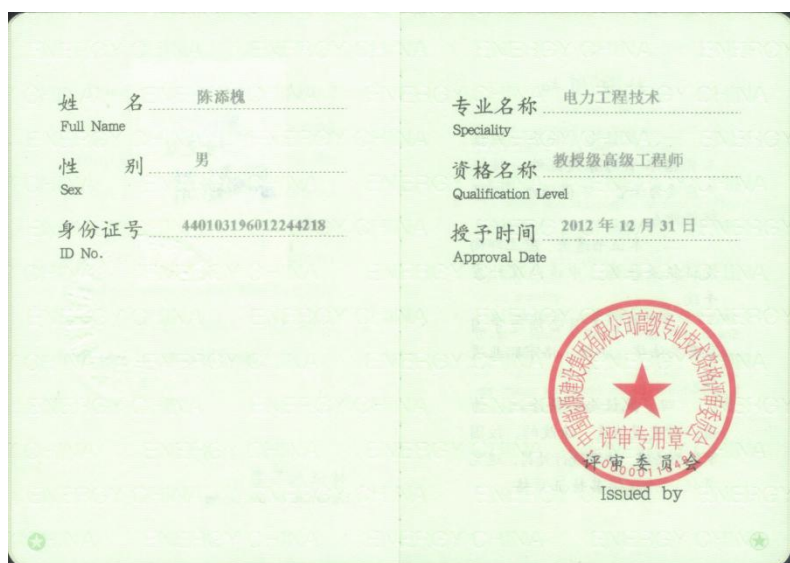 姓 名 陈添槐
Full Name
性 别 男
Sex
身份证号 440103196012244218
ID No.
专业名称 电力工程技术
Speciality
资格名称 教授级高级工程师
Qualification Level
授予时间 2012 年 12 月 31 日
Approval Date
中国能源建设集团有限公司高级专业技术资格评审委员会
评审专用章
评审委员会
Issued by